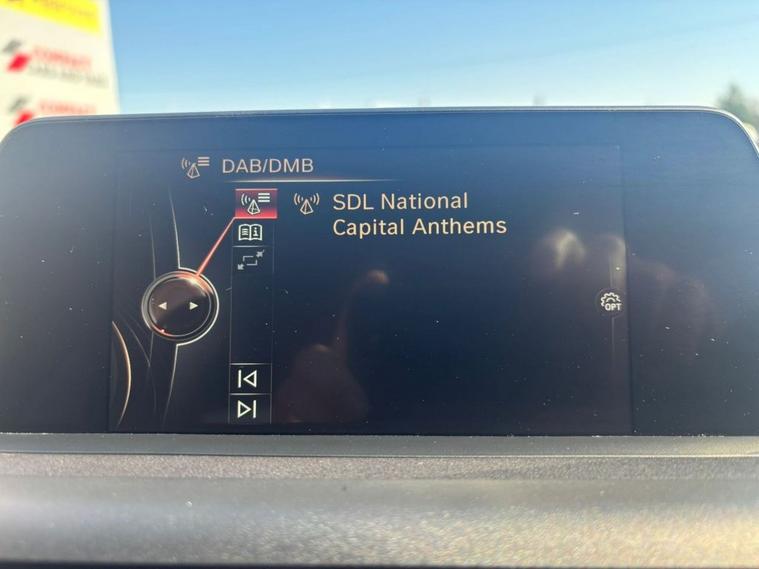 DAB/DMB
SDL National
Capital Anthems
OPT